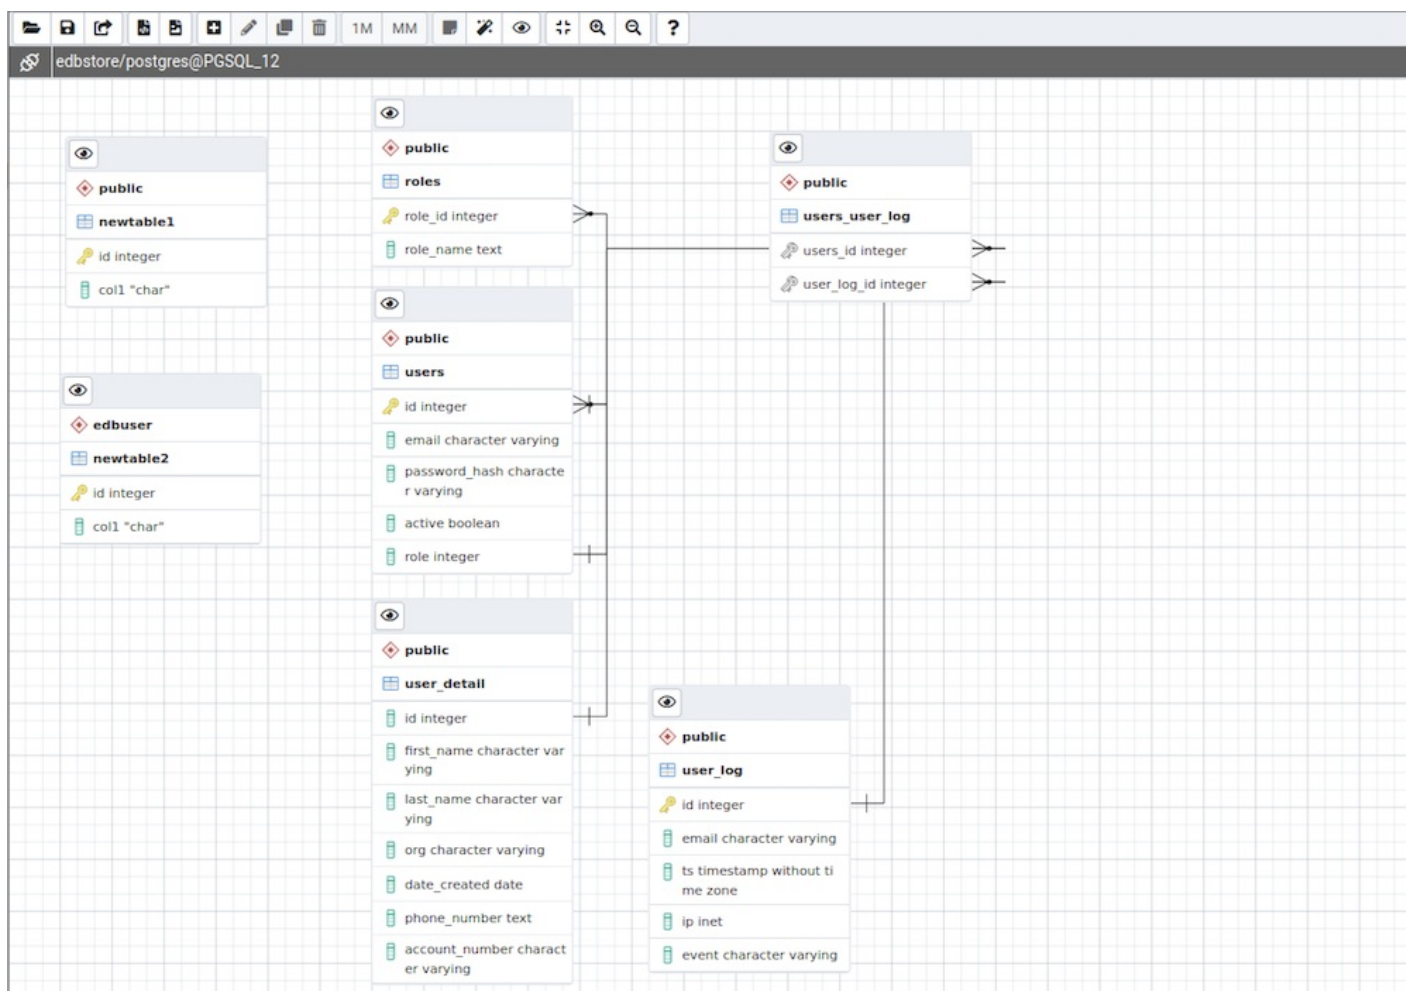 1M MM ?
edbstore/postgres@PGSQL_12
public
newtable1
id integer
col1 "char"
edbuser
newtable2
id integer
col1 "char"
public
roles
role_id integer
role_name text
public
users
id integer
email character varying
password_hash characte
r varying
active boolean
role integer
public
user_detail
id integer
first_name character var
ying
last_name character var
ying
org character varying
date_created date
phone_number text
account_number charact
er varying
public
users_user_log
users_id integer
user_log_id integer
public
user_log
id integer
email character varying
ts timestamp without ti
me zone
ip inet
event character varying